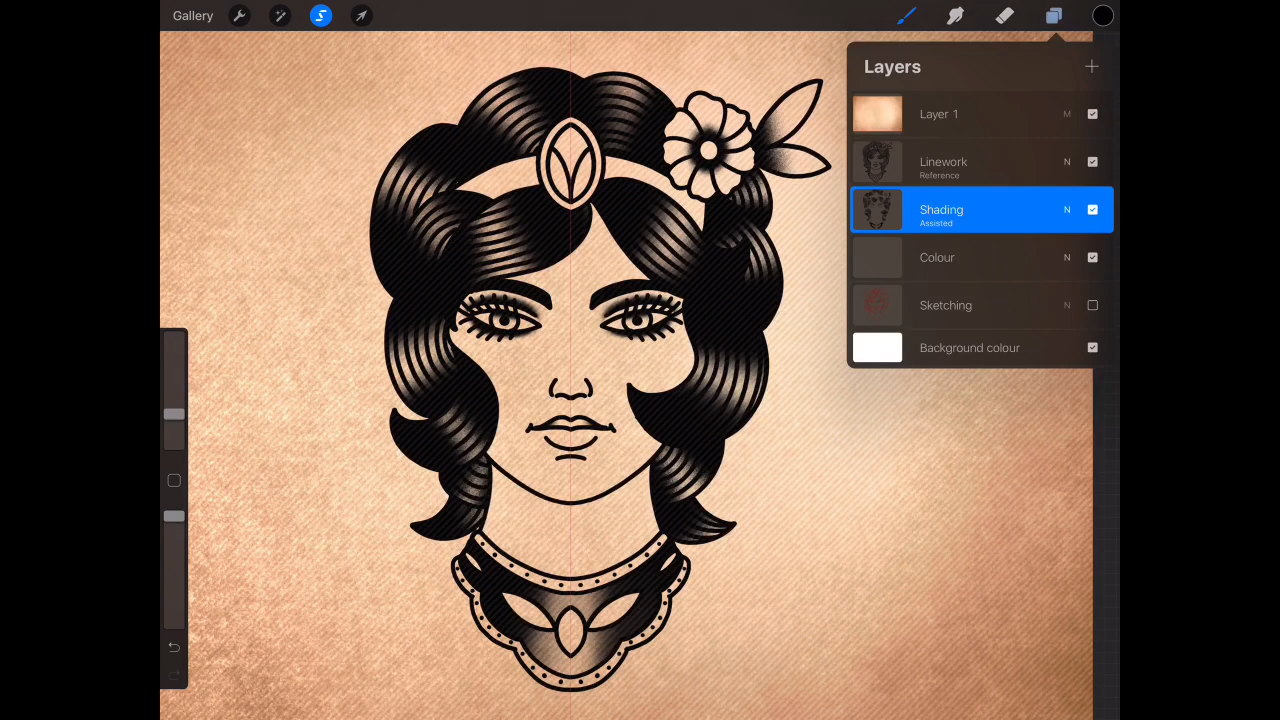 Gallery
Layers
Layer 1 M
Linework N
Reference
Shading N
Assisted
Colour N
Sketching N
Background colour